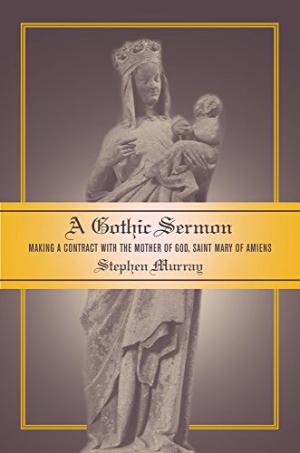 A Gothic Sermon
MAKING A CONTRACT WITH THE MOTHER OF GOD, SAINT MARY OF AMIENS
Stephen Murray